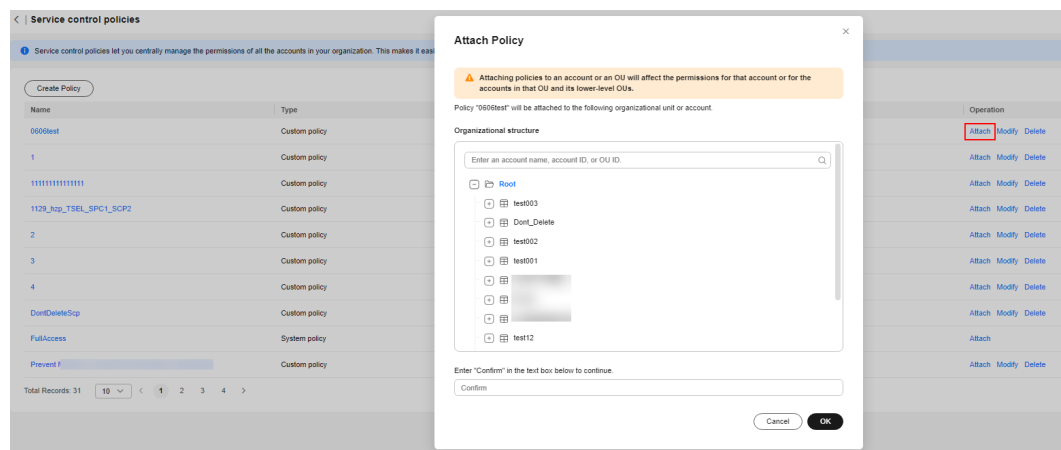 Service control policies
Service control policies let you centrally manage the permissions of all the accounts in your organization. This makes it easi
Create Policy
Name Type Operation
0606test Custom policy Attach Modify Delete
1 Custom policy Attach Modify Delete
111111111111111 Custom policy Attach Modify Delete
1129_hzp_TSEL_SPC1_SCP2 Custom policy Attach Modify Delete
2 Custom policy Attach Modify Delete
3 Custom policy Attach Modify Delete
4 Custom policy Attach Modify Delete
DontDeleteScp Custom policy Attach Modify Delete
FullAccess System policy Attach
Prevent Custom policy Attach Modify Delete
Total Records: 31 10 < 1 2 3 4 >
Attach Policy
Attaching policies to an account or an OU will affect the permissions for that account or for the
accounts in that OU and its lower-level OUs.
Policy "0606test" will be attached to the following organizational unit or account.
Organizational structure
Enter an account name, account ID, or OU ID.
Root
test003
Dont_Delete
test002
test001
test12
Enter "Confirm" in the text box below to continue.
Confirm
Cancel OK